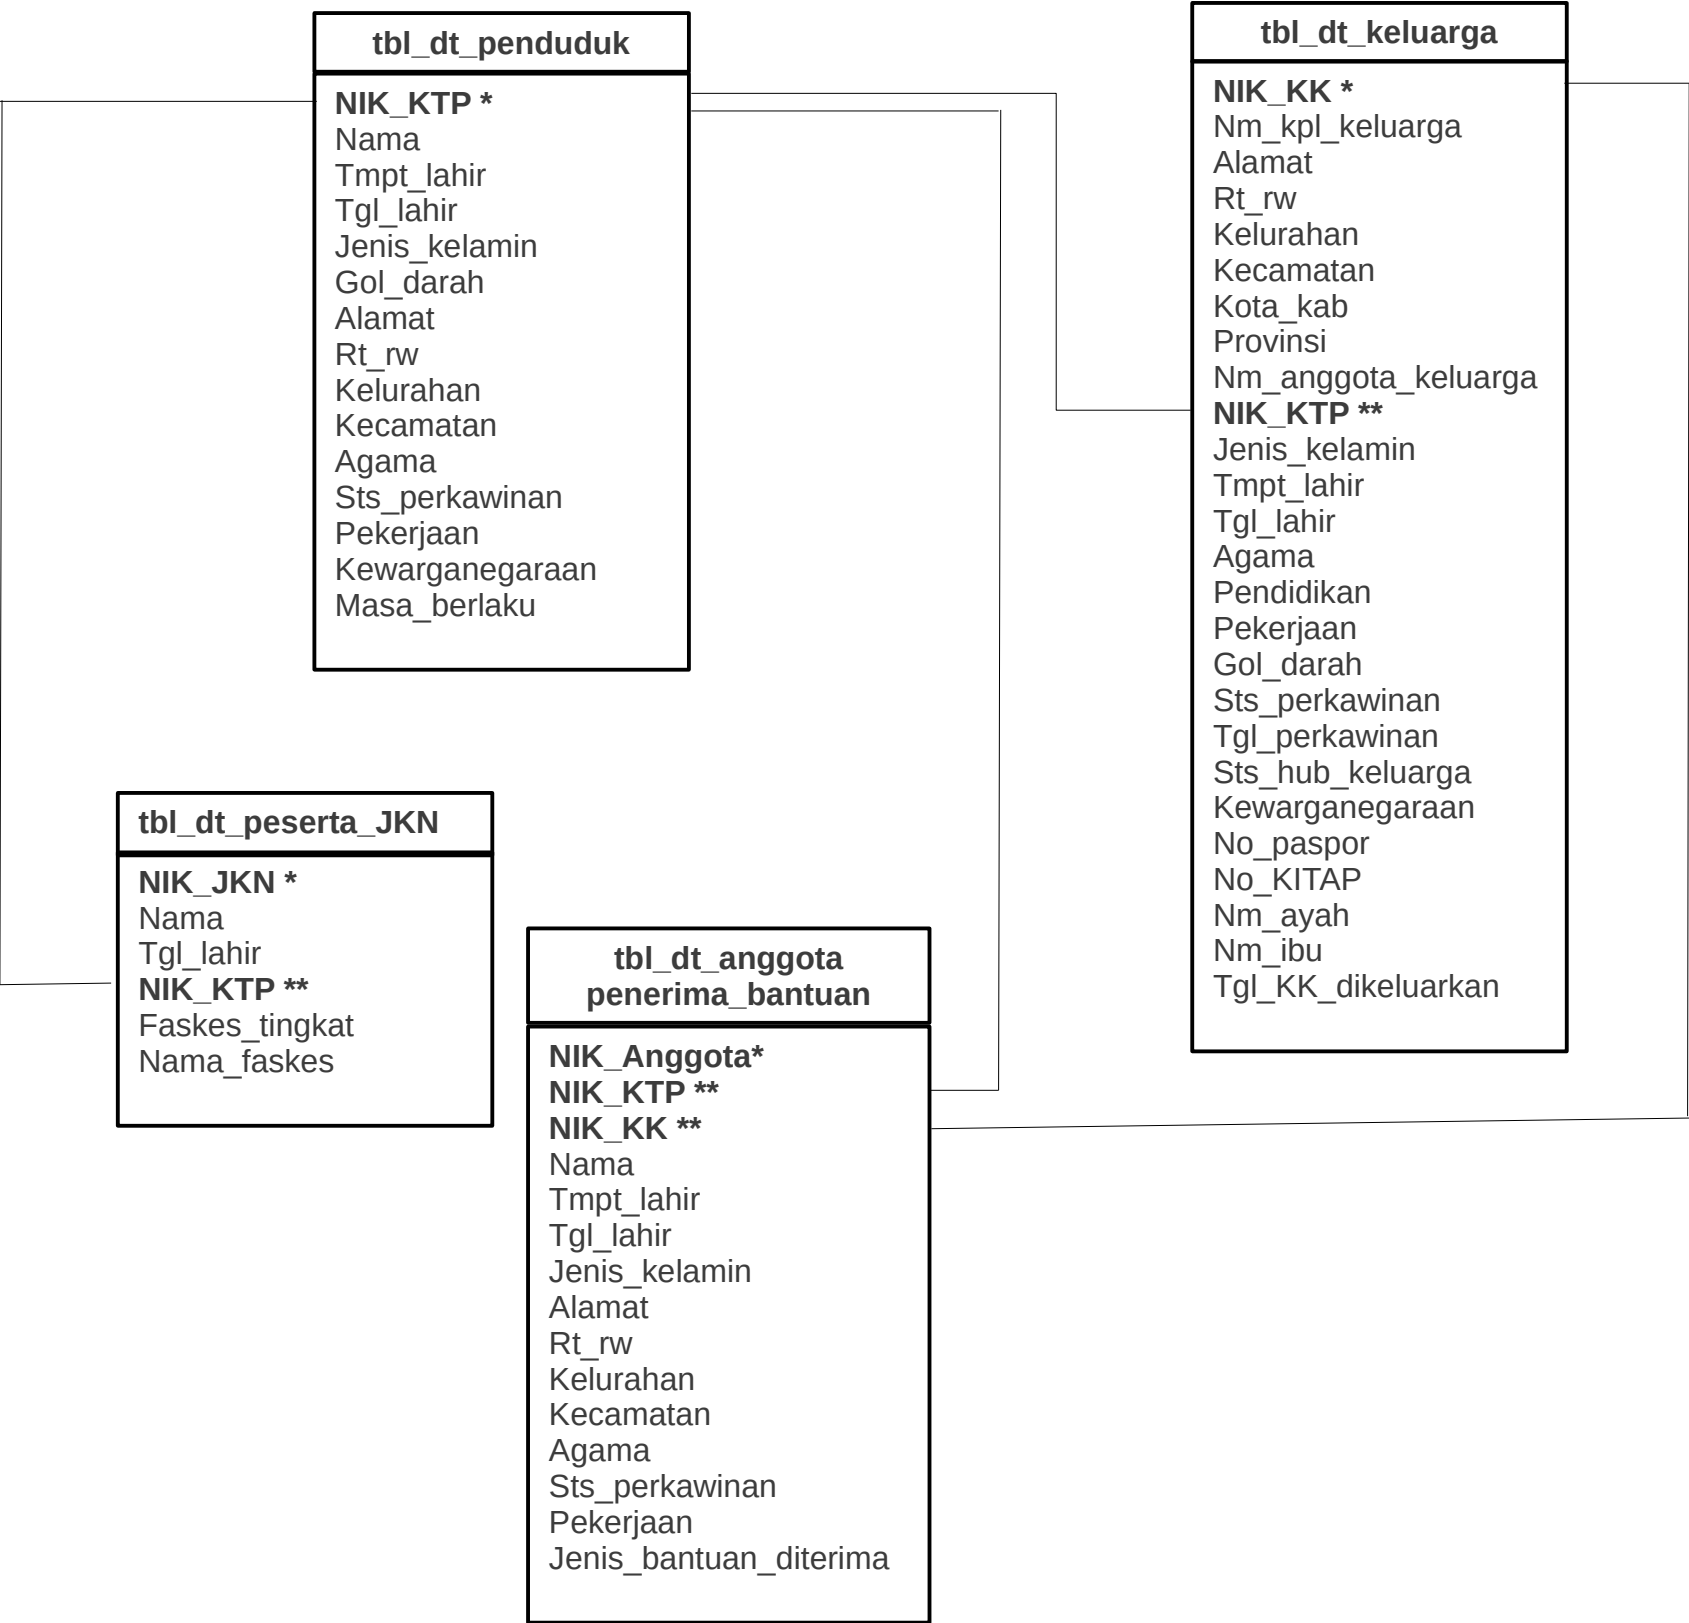 tbl_dt_penduduk
NIK_KTP *
Nama
Tmpt_lahir
Tgl_lahir
Jenis_kelamin
Gol_darah
Alamat
Rt_rw
Kelurahan
Kecamatan
Agama
Sts_perkawinan
Pekerjaan
Kewarganegaraan
Masa_berlaku
tbl_dt_keluarga
NIK_KK *
Nm_kpl_keluarga
Alamat
Rt_rw
Kelurahan
Kecamatan
Kota_kab
Provinsi
Nm_anggota_keluarga
NIK_KTP **
Jenis_kelamin
Tmpt_lahir
Tgl_lahir
Agama
Pendidikan
Pekerjaan
Gol_darah
Sts_perkawinan
Tgl_perkawinan
Sts_hub_keluarga
Kewarganegaraan
No_paspor
No_KITAP
Nm_ayah
Nm_ibu
Tgl_KK_dikeluarkan
tbl_dt_peserta_JKN
NIK_JKN *
Nama
Tgl_lahir
NIK_KTP **
Faskes_tingkat
Nama_faskes
tbl_dt_anggota
penerima_bantuan
NIK_Anggota*
NIK_KTP **
NIK_KK **
Nama
Tmpt_lahir
Tgl_lahir
Jenis_kelamin
Alamat
Rt_rw
Kelurahan
Kecamatan
Agama
Sts_perkawinan
Pekerjaan
Jenis_bantuan_diterima